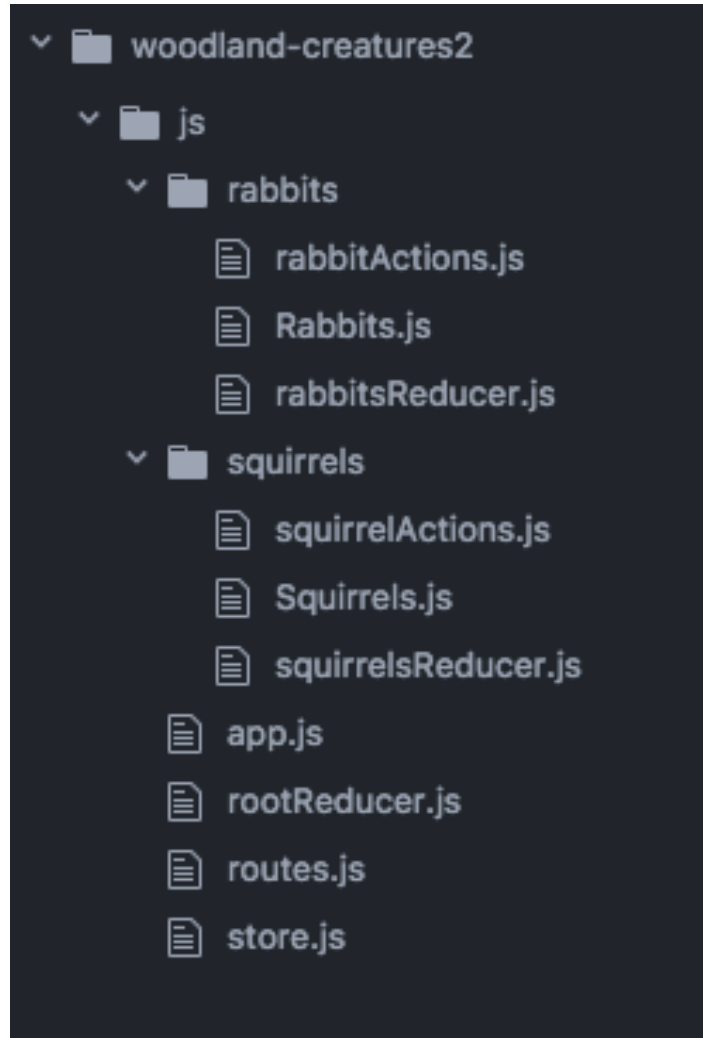 woodland-creatures2
js
rabbits
rabbitActions.js
Rabbits.js
rabbitsReducer.js
squirrels
squirrelActions.js
Squirrels.js
squirrelsReducer.js
app.js
rootReducer.js
routes.js
store.js